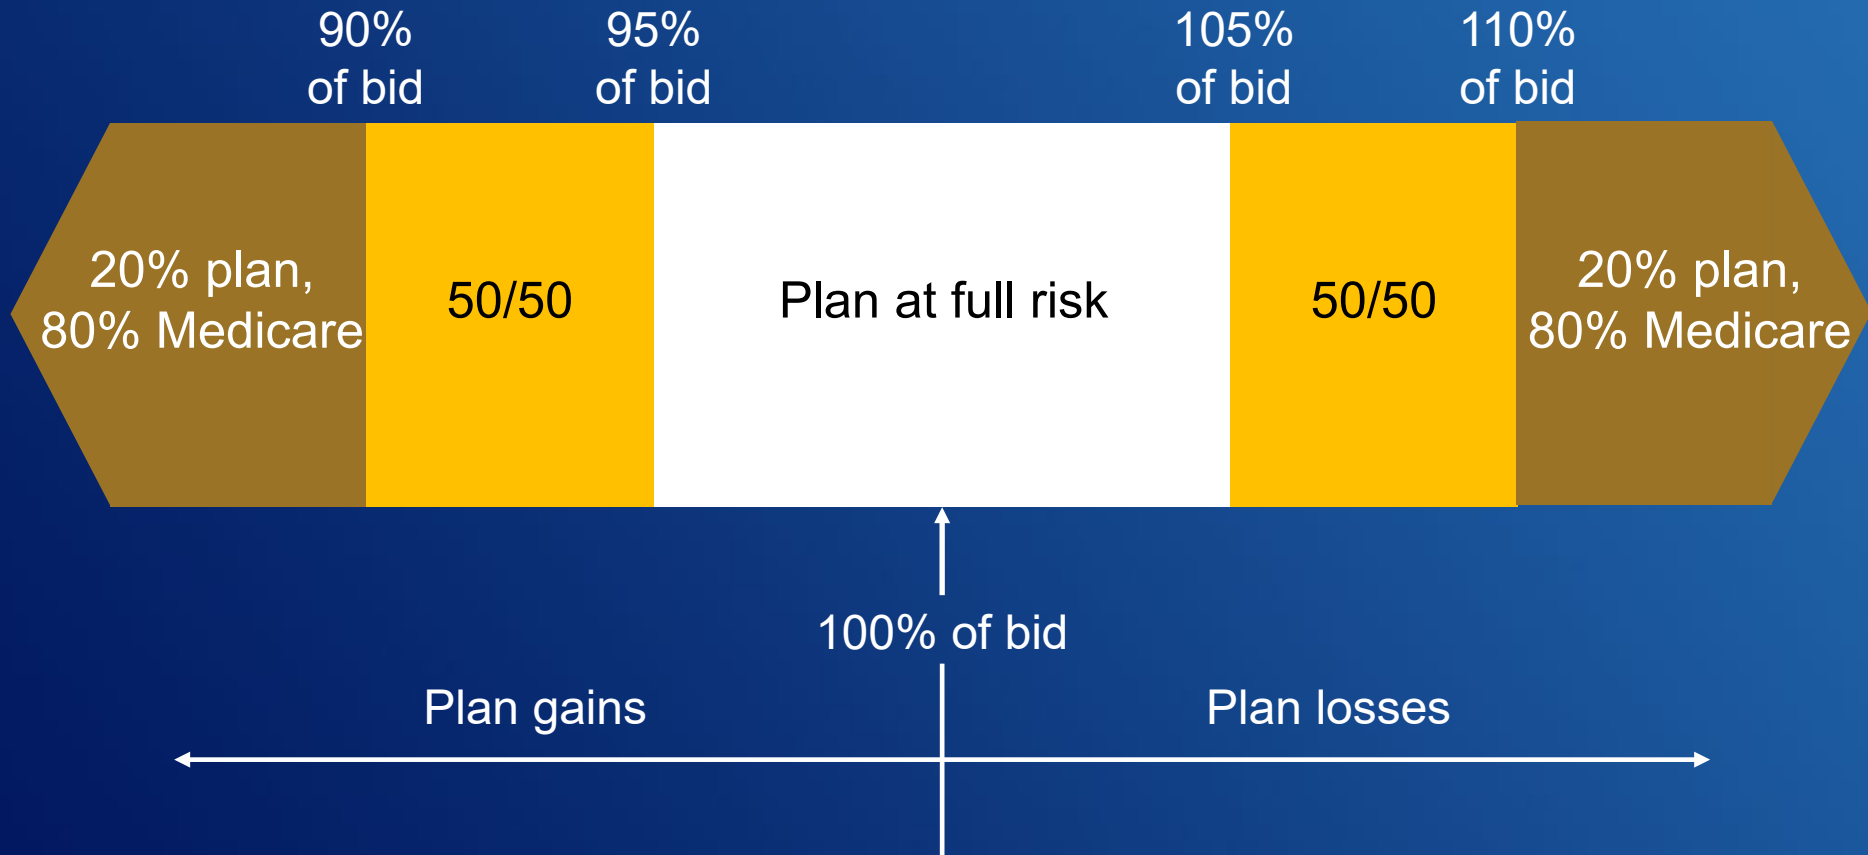 90%
of bid
95%
of bid
105%
of bid
110%
of bid
20% plan,
80% Medicare
50/50
Plan at full risk
50/50
20% plan,
80% Medicare
100% of bid
Plan gains
Plan losses